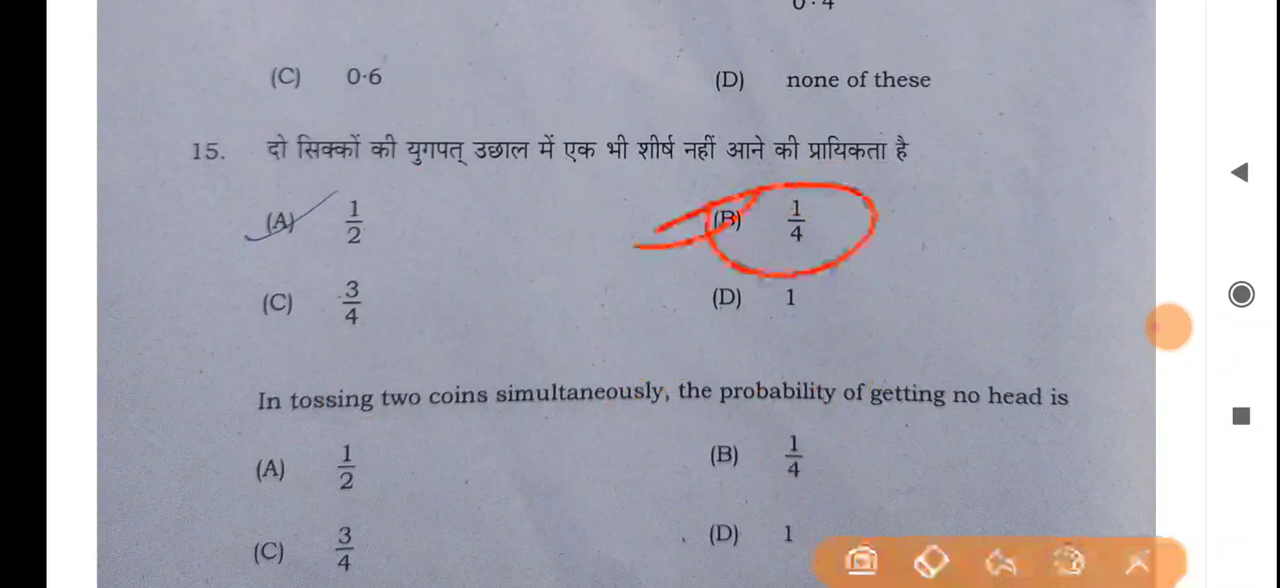 0·4
(C) 0·6 (D) none of these
15. दो सिक्कों की युगपत् उछाल में एक भी शीर्ष नहीं आने की प्रायिकता है
(A) 1/2 (B) 1/4
(C) 3/4 (D) 1
In tossing two coins simultaneously, the probability of getting no head is
(A) 1/2 (B) 1/4
(C) 3/4 (D) 1